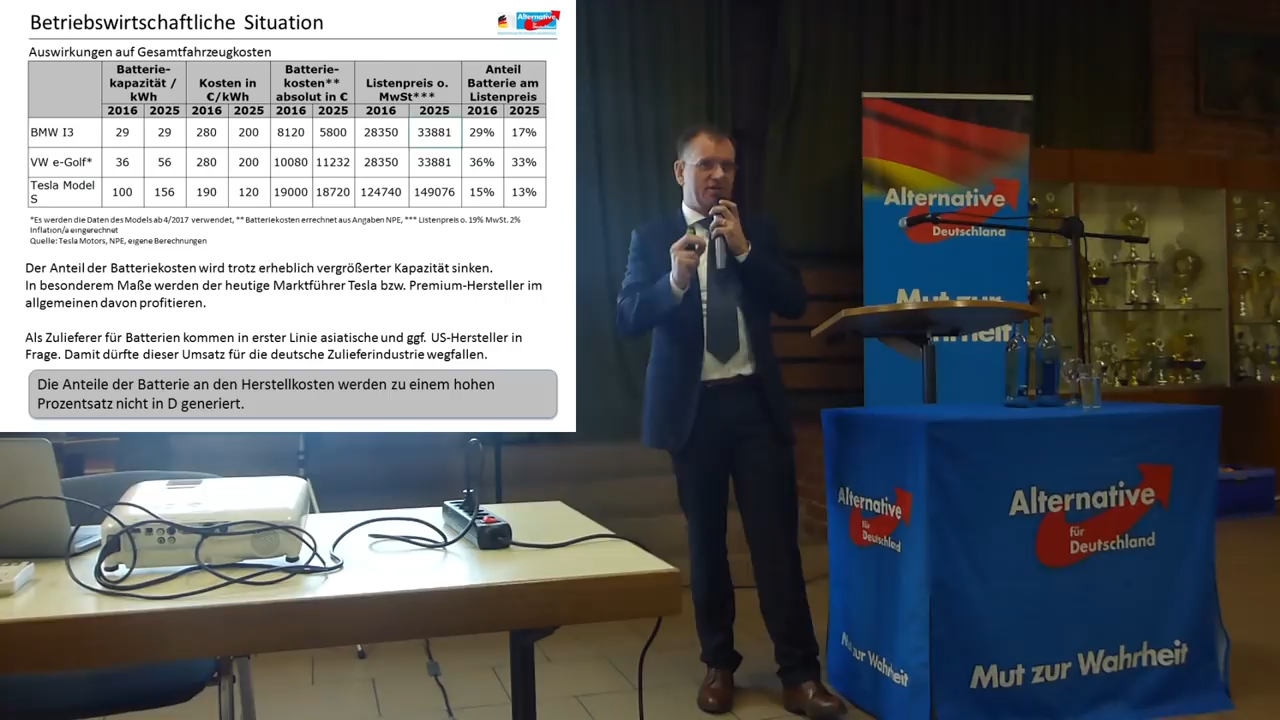 Betriebswirtschaftliche Situation
Alternative
Auswirkungen auf Gesamtfahrzeugkosten
Batterie-kapazität / kWh Kosten in €/kWh Batterie-kosten** absolut in € Listenpreis o. MwSt*** Anteil Batterie am Listenpreis
2016 2025 2016 2025 2016 2025 2016 2025 2016 2025
BMW I3 29 29 280 200 8120 5800 28350 33881 29% 17%
VW e-Golf* 36 56 280 200 10080 11232 28350 33881 36% 33%
Tesla Model S 100 156 190 120 19000 18720 124740 149076 15% 13%
*Es werden die Daten des Models ab 4/2017 verwendet, ** Batteriekosten errechnet aus Angaben NPE, *** Listenpreis o. 19% MwSt. 2%
Inflation/a eingerechnet
Quelle: Tesla Motors, NPE, eigene Berechnungen
Der Anteil der Batteriekosten wird trotz erheblich vergrößerter Kapazität sinken.
In besonderem Maße werden der heutige Marktführer Tesla bzw. Premium-Hersteller im
allgemeinen davon profitieren.
Als Zulieferer für Batterien kommen in erster Linie asiatische und ggf. US-Hersteller in
Frage. Damit dürfte dieser Umsatz für die deutsche Zulieferindustrie wegfallen.
Die Anteile der Batterie an den Herstellkosten werden zu einem hohen
Prozentsatz nicht in D generiert.
Alternative
Deutschland
Mut zur
Alternative
für
Deutschland
Mut zur Wahrheit
Alternative
für
Deutschland
Mut zur Wahrheit